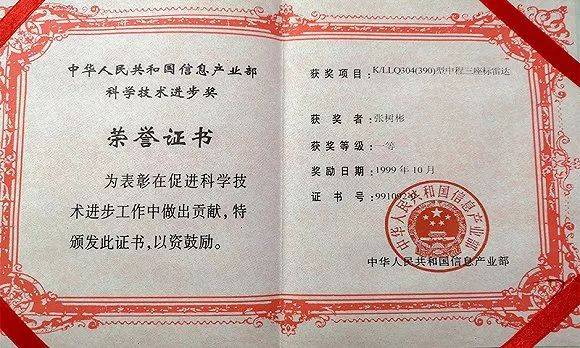 中华人民共和国信息产业部
科学技术进步奖
荣誉证书
为表彰在促进科学技
术进步工作中做出贡献，特
颁发此证书，以资鼓励。
获奖项目：K/LLQ304(390)型中程三座标雷达
获奖者：张树彬
获奖等级：一等
奖励日期：1999年10月
证书号：
中华人民共和国信息产业部
中华人民共和国信息产业部